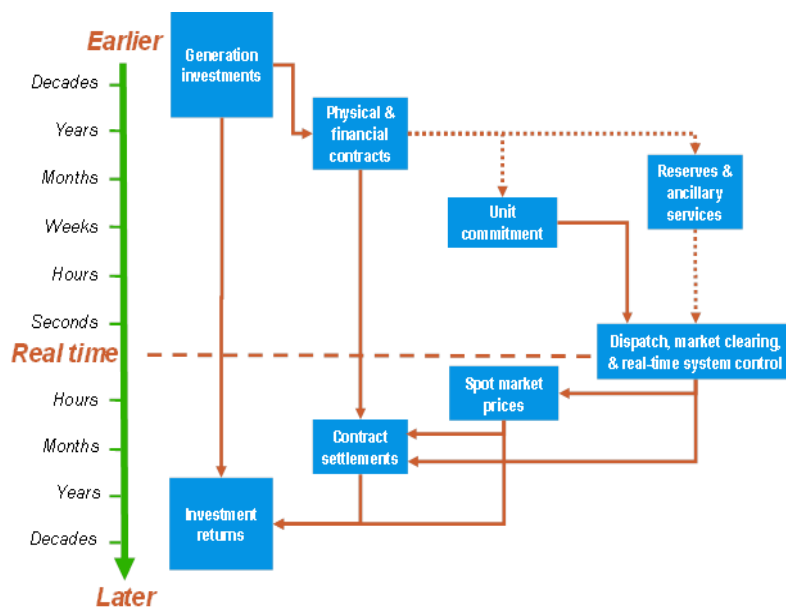 Earlier
Generation
investments
Decades
Physical &
financial
contracts
Years
Reserves &
ancillary
services
Months
Unit
commitment
Weeks
Hours
Seconds
Dispatch, market clearing,
& real-time system control
Real time
Spot market
prices
Hours
Contract
settlements
Months
Years
Investment
returns
Decades
Later